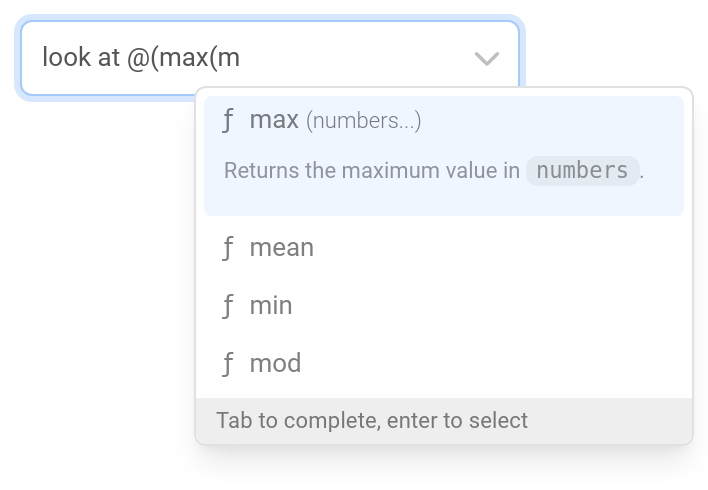 look at @(max(m
ƒ max (numbers...)
Returns the maximum value in numbers.
ƒ mean
ƒ min
ƒ mod
Tab to complete, enter to select